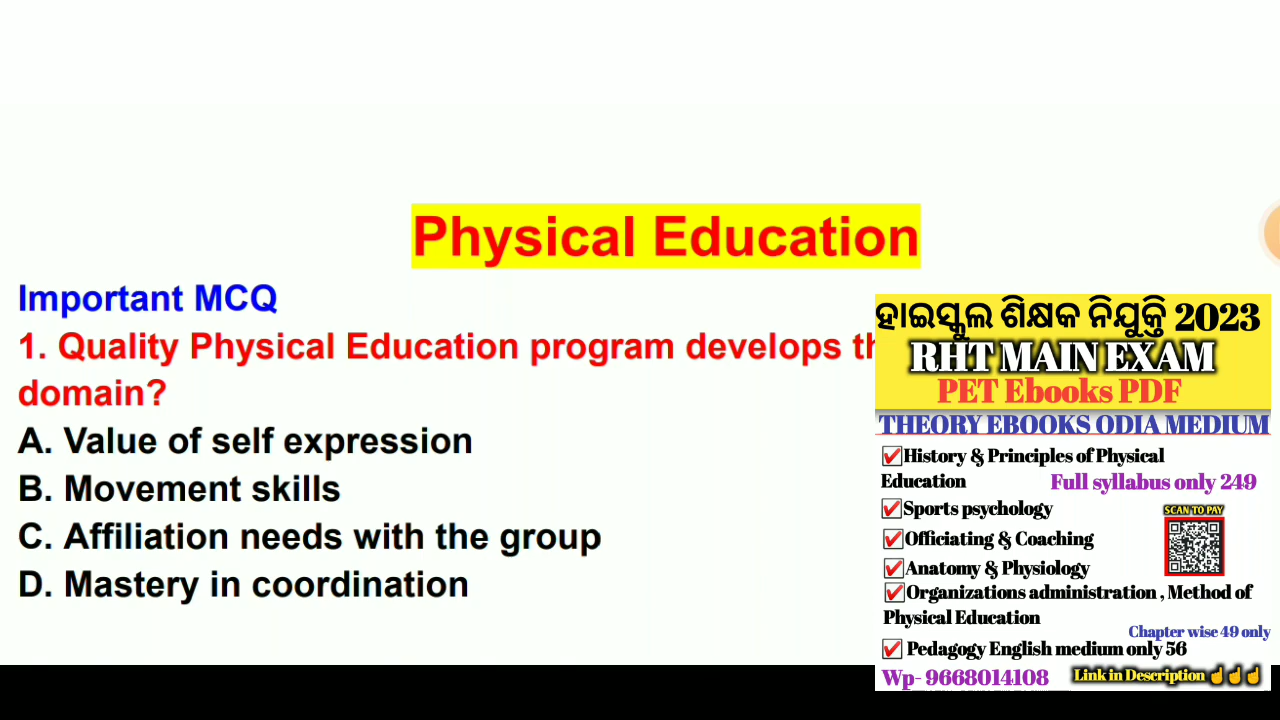 Physical Education
Important MCQ
1. Quality Physical Education program develops
domain?
A. Value of self expression
B. Movement skills
C. Affiliation needs with the group
D. Mastery in coordination
ହାଇସ୍କୁଲ ଶିକ୍ଷକ ନିଯୁକ୍ତି 2023
RHT MAIN EXAM
PET Ebooks PDF
THEORY EBOOKS ODIA MEDIUM
✔History & Principles of Physical
Education
Full syllabus only 249
✔Sports psychology
SCAN TO PAY
✔Officiating & Coaching
✔Anatomy & Physiology
✔Organizations administration , Method of
Physical Education
Chapter wise 49 only
✔ Pedagogy English medium only 56
Wp- 9668014108
Link in Description ☝☝☝